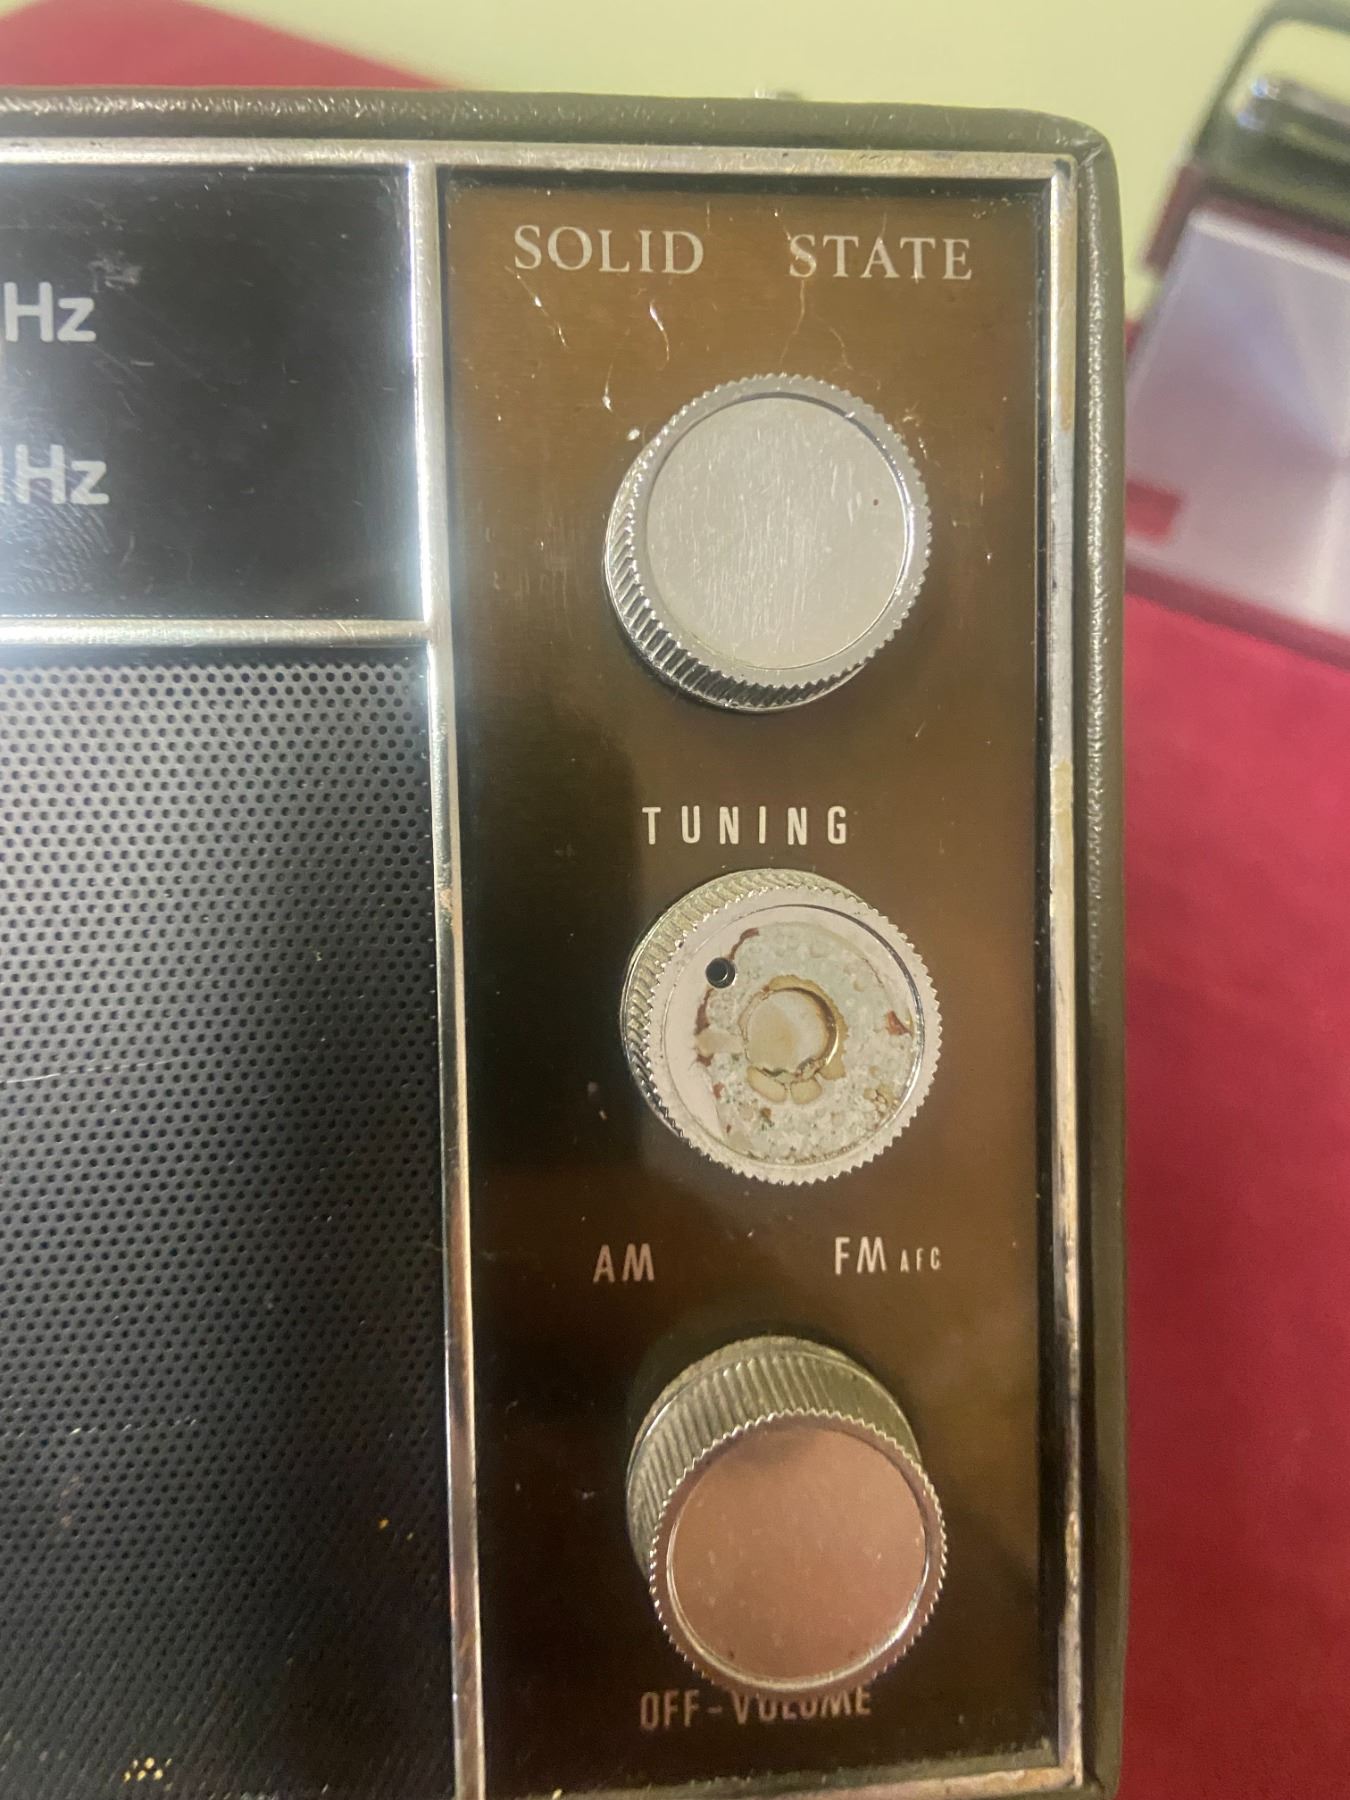 SOLID STATE
Hz
Hz
TUNING
AM FM AFC
OFF-VOLUME